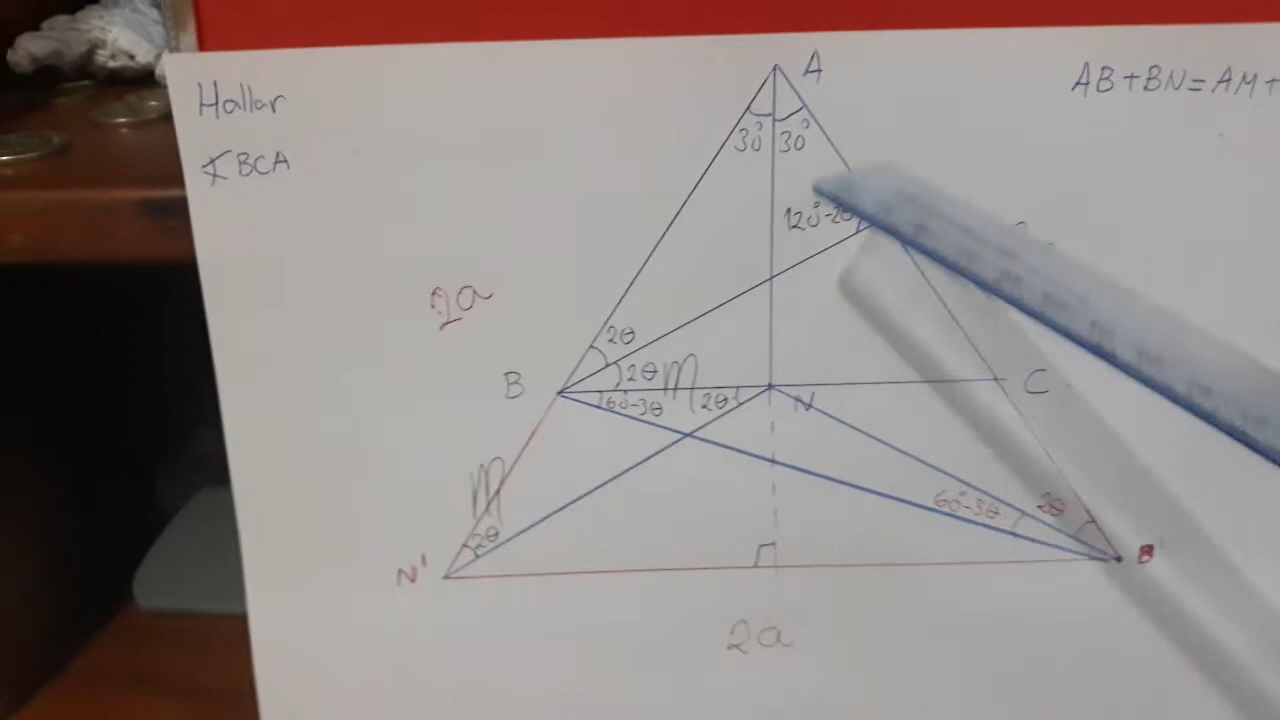 Hallar
∡BCA
AB+BN=AM+
A
30° 30°
120°-2θ
2a
2θ
B
2θ m
60°-3θ 2θ
N
C
m
2θ
60°-3θ 2θ
N'
B'
2a